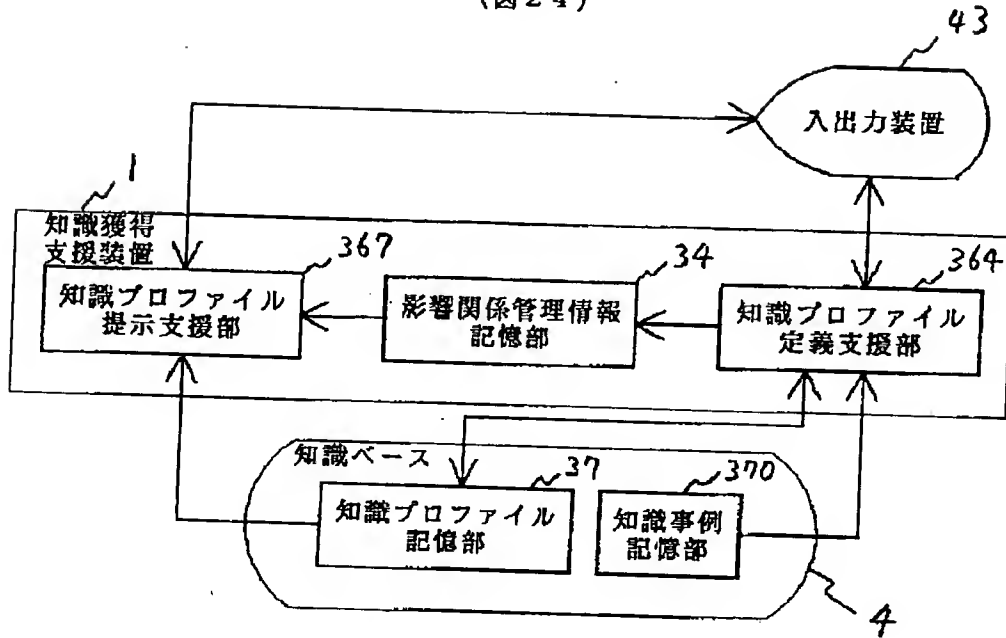 (図24)
43
入出力装置
1
知識獲得
支援装置
367
34
364
知識プロファイル
提示支援部
影響関係管理情報
記憶部
知識プロファイル
定義支援部
知識ベース
37
370
知識プロファイル
記憶部
知識事例
記憶部
4